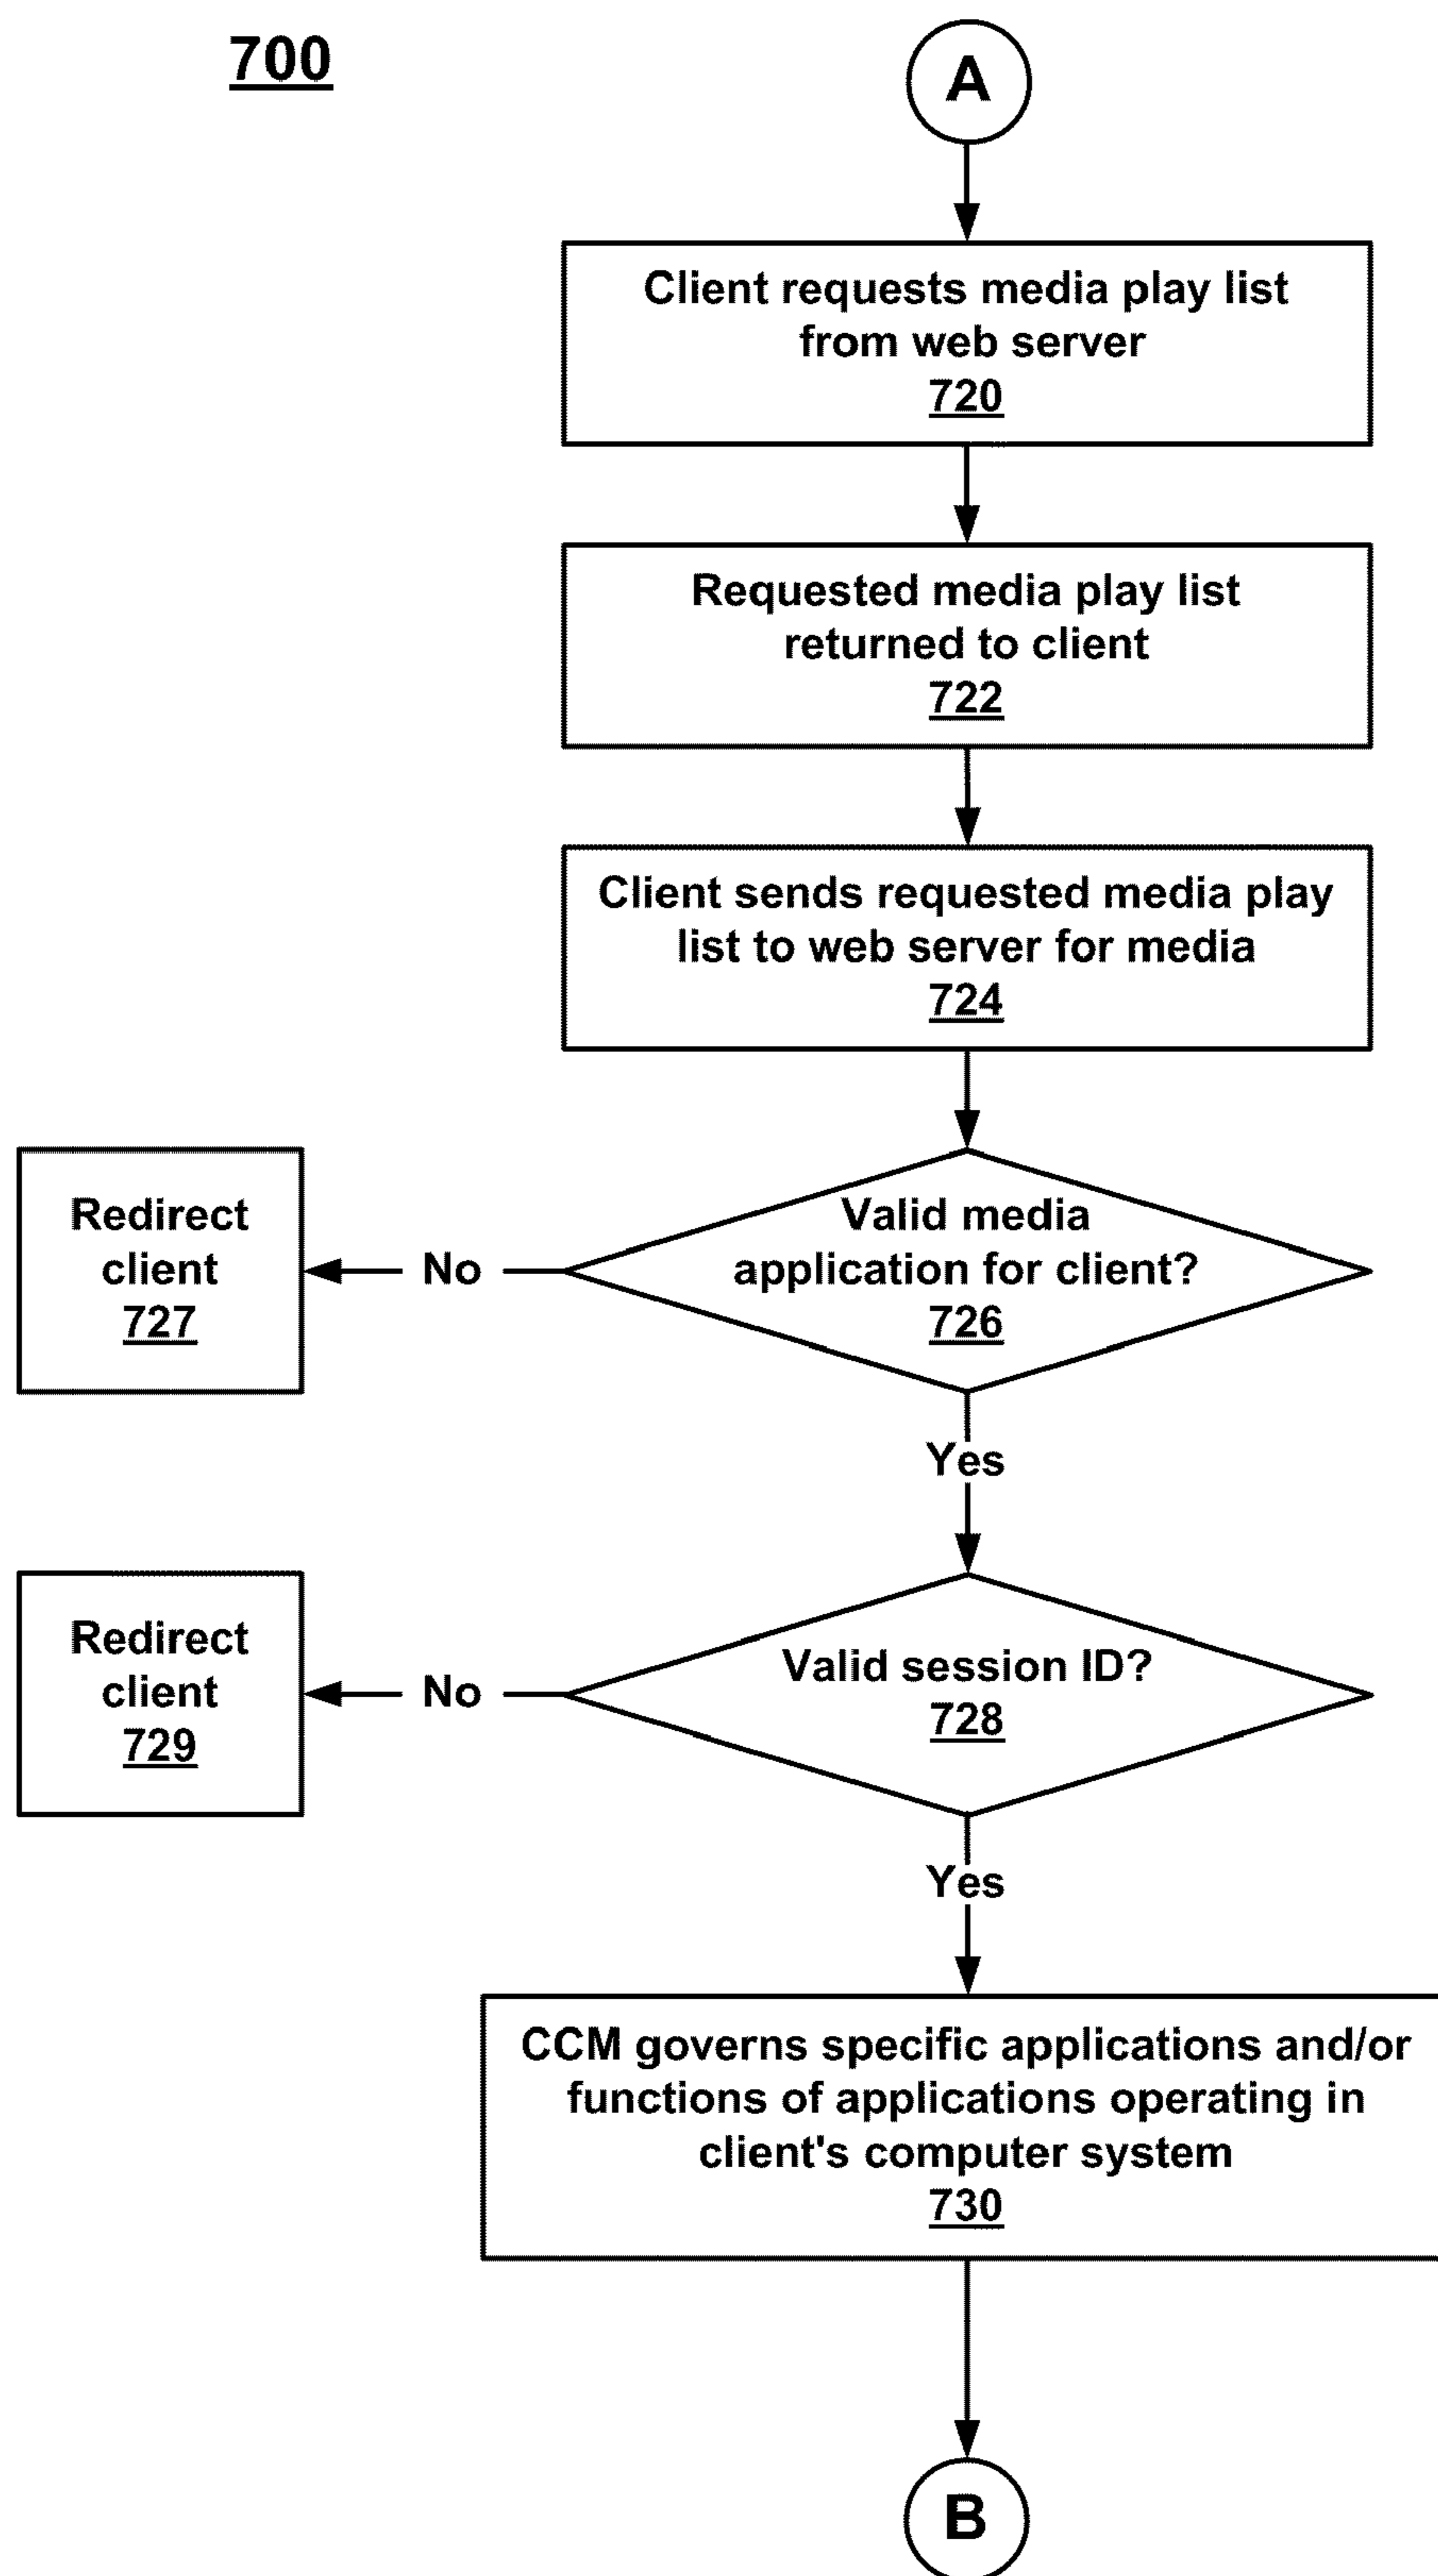 700
A
Client requests media play list
from web server
720
Requested media play list
returned to client
722
Client sends requested media play
list to web server for media
724
Valid media
application for client?
726
No
Redirect
client
727
Yes
Valid session ID?
728
No
Redirect
client
729
Yes
CCM governs specific applications and/or
functions of applications operating in
client's computer system
730
B